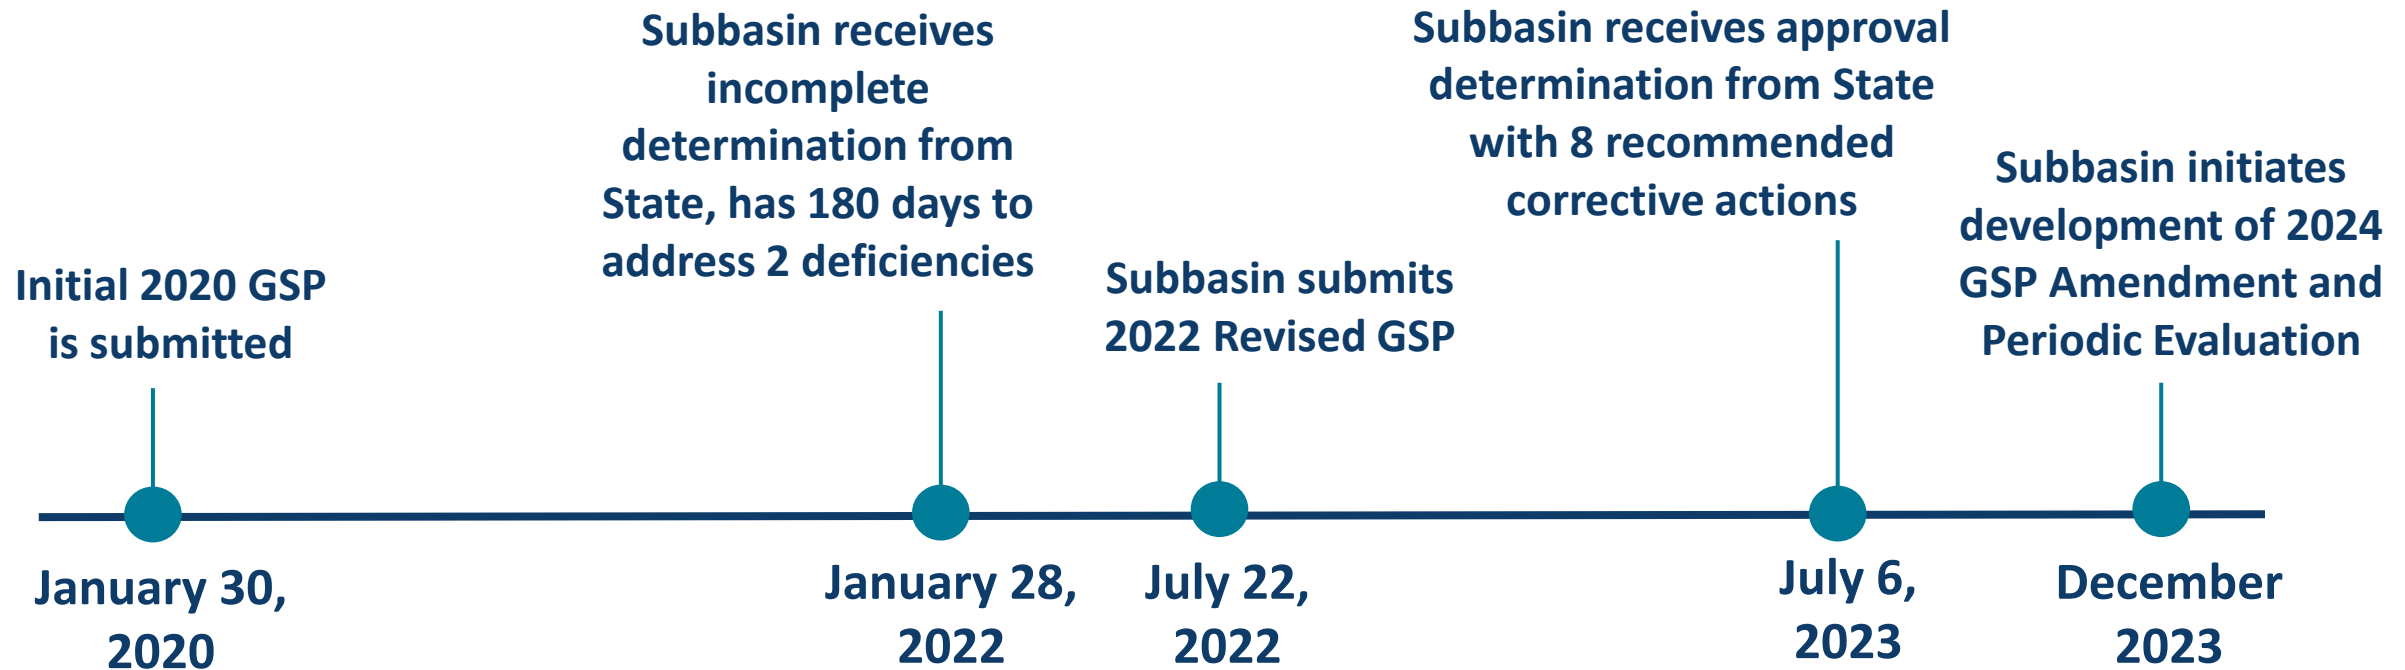 Initial 2020 GSP
is submitted
January 30,
2020
Subbasin receives
incomplete
determination from
State, has 180 days to
address 2 deficiencies
January 28,
2022
Subbasin submits
2022 Revised GSP
July 22,
2022
Subbasin receives approval
determination from State
with 8 recommended
corrective actions
July 6,
2023
Subbasin initiates
development of 2024
GSP Amendment and
Periodic Evaluation
December
2023